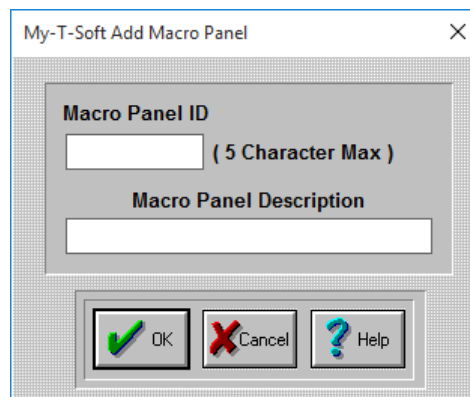 My-T-Soft Add Macro Panel
Macro Panel ID
( 5 Character Max )
Macro Panel Description
OK Cancel Help